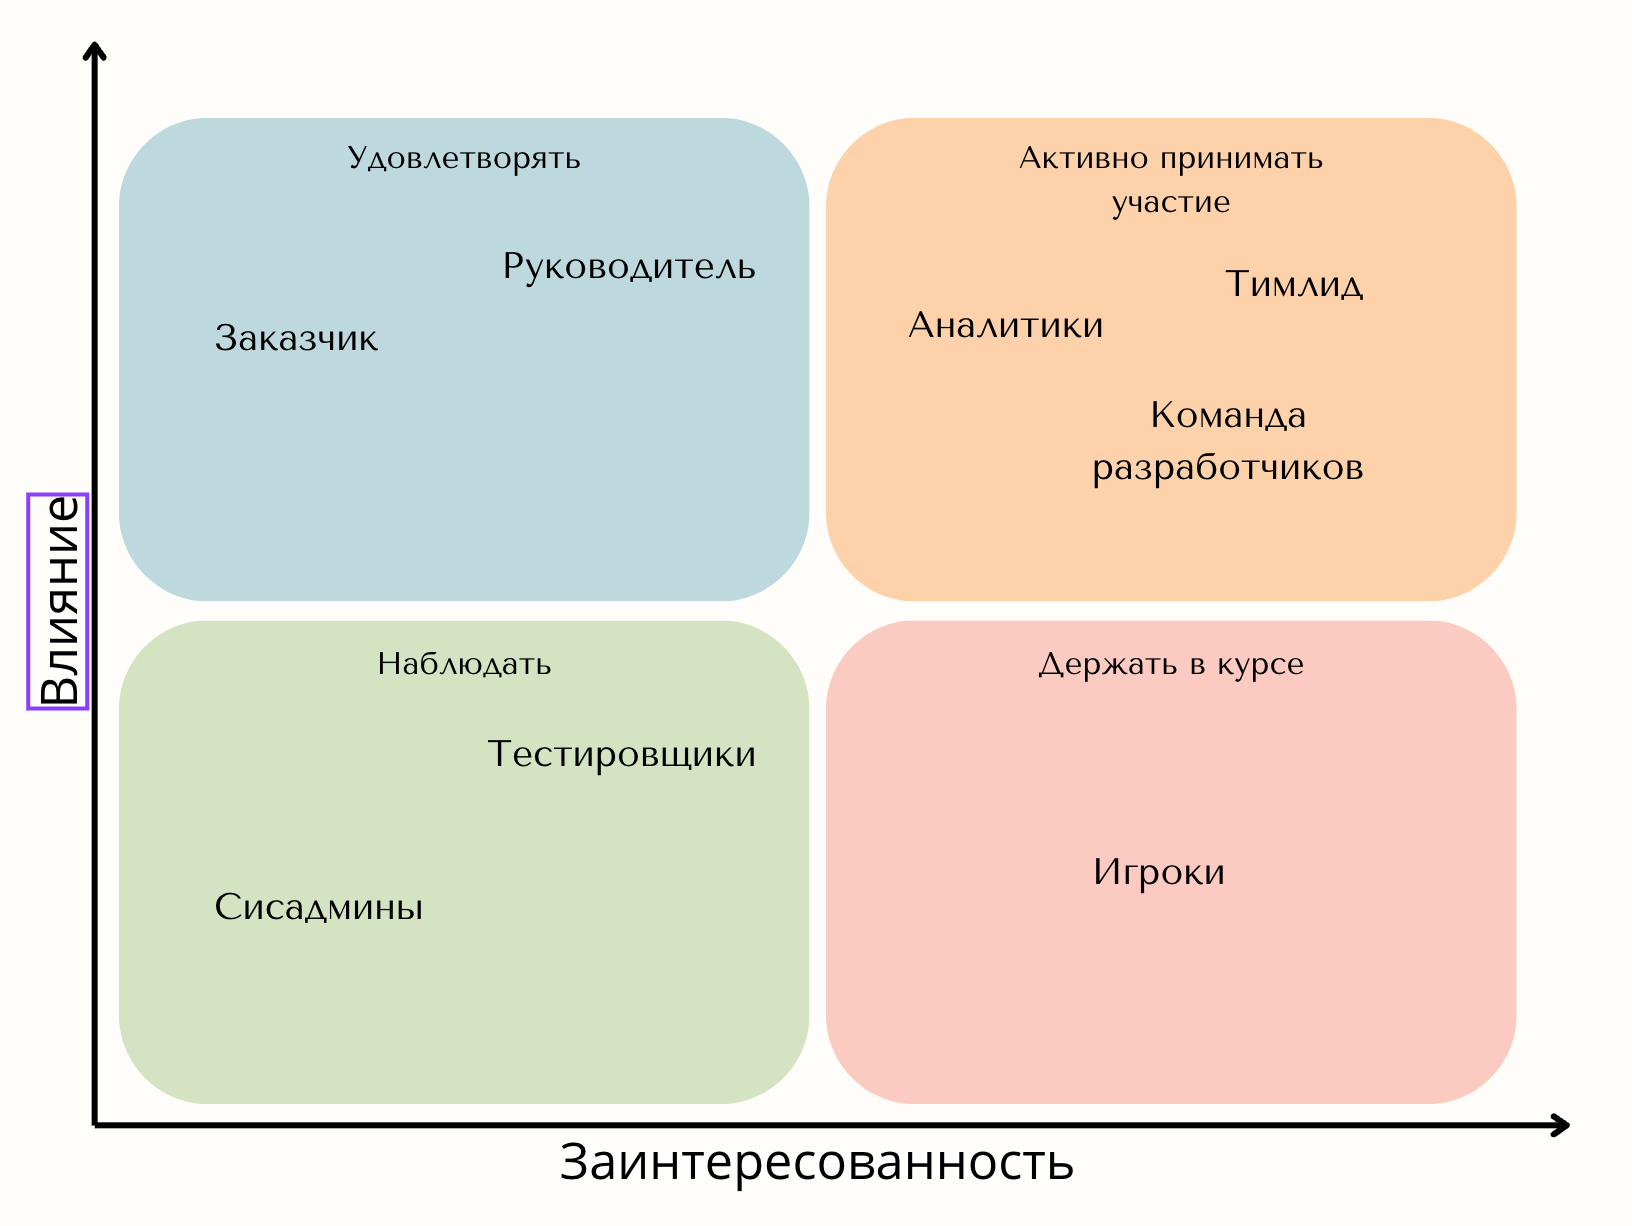 Удовлетворять
Руководитель
Заказчик
Активно принимать
участие
Тимлид
Аналитики
Команда
разработчиков
Влияние
Наблюдать
Тестировщики
Сисадмины
Держать в курсе
Игроки
Заинтересованность